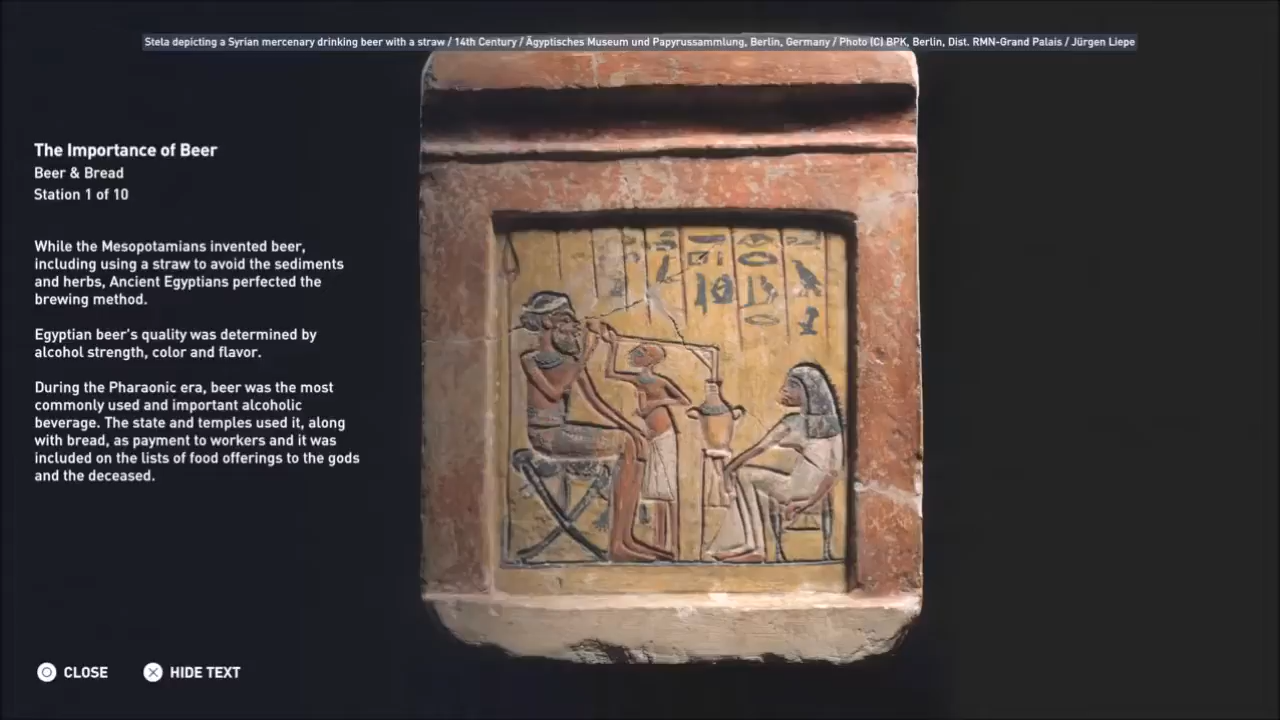 Stela depicting a Syrian mercenary drinking beer with a straw / 14th Century / Ägyptisches Museum und Papyrussammlung, Berlin, Germany / Photo (C) BPK, Berlin, Dist. RMN-Grand Palais / Jürgen Liepe
The Importance of Beer
Beer & Bread
Station 1 of 10
While the Mesopotamians invented beer,
including using a straw to avoid the sediments
and herbs, Ancient Egyptians perfected the
brewing method.
Egyptian beer's quality was determined by
alcohol strength, color and flavor.
During the Pharaonic era, beer was the most
commonly used and important alcoholic
beverage. The state and temples used it, along
with bread, as payment to workers and it was
included on the lists of food offerings to the gods
and the deceased.
CLOSE
HIDE TEXT